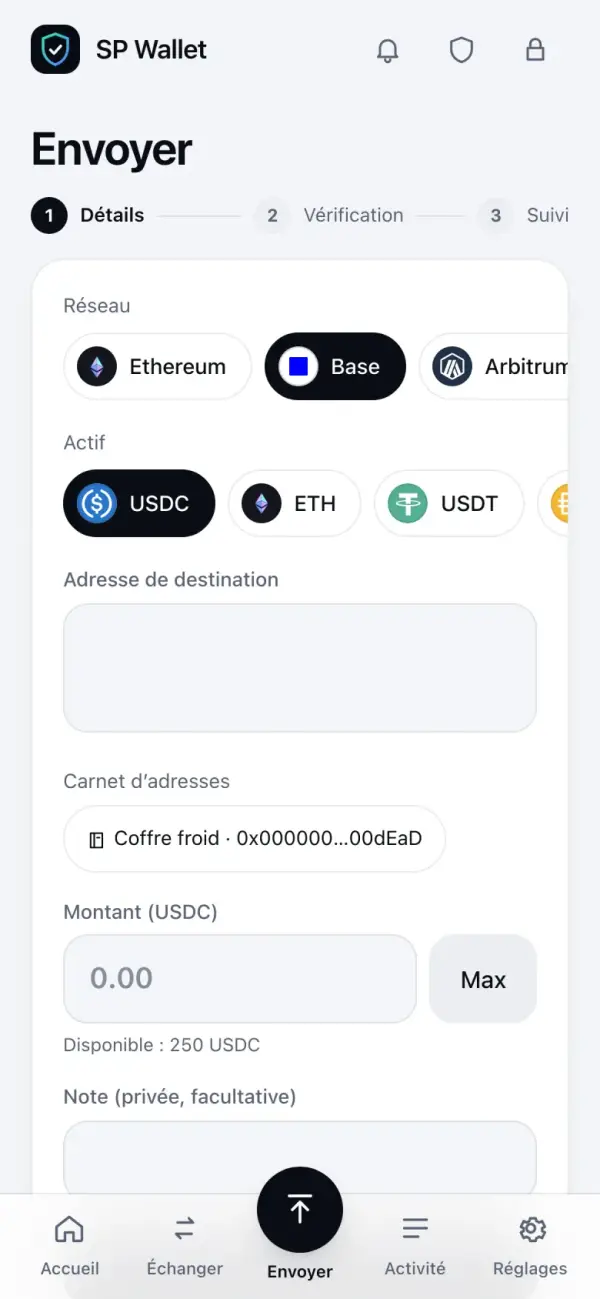 SP Wallet
Envoyer
1 Détails 2 Vérification 3 Suivi
Réseau
Ethereum Base Arbitrum
Actif
USDC ETH USDT
Adresse de destination
Carnet d’adresses
Coffre froid · 0x000000…00dEaD
Montant (USDC)
0.00 Max
Disponible : 250 USDC
Note (privée, facultative)
Accueil Échanger Envoyer Activité Réglages